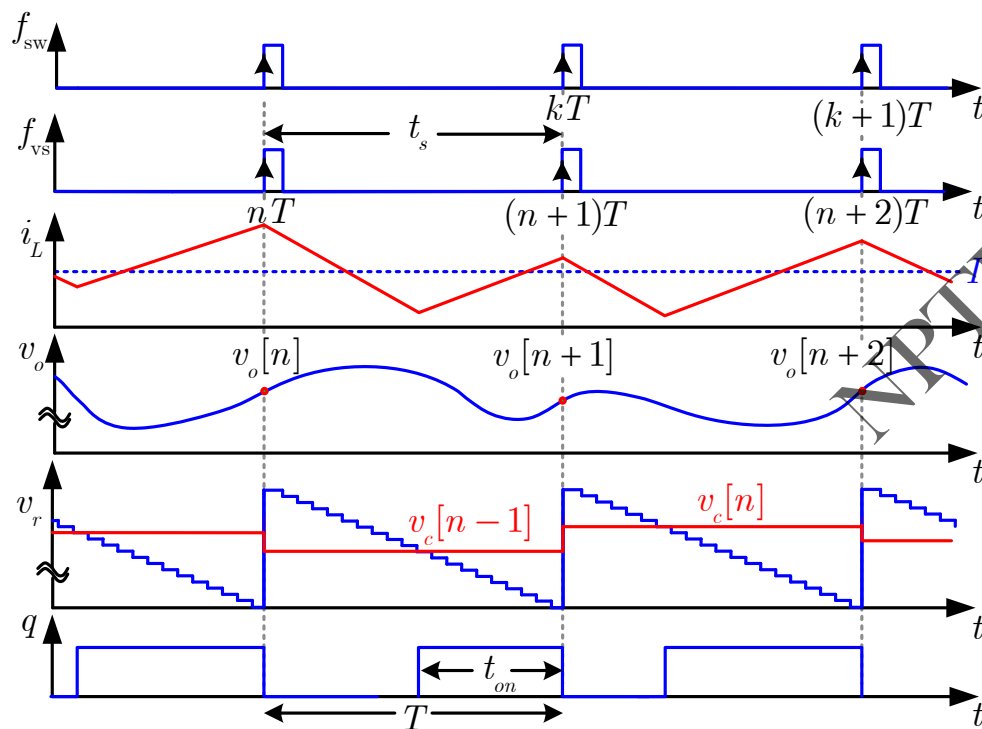 f_sw
t
kT
(k + 1)T
f_vs
t_s
t
nT
(n + 1)T
(n + 2)T
i_L
t
v_o
v_o[n]
v_o[n + 1]
v_o[n + 2]
t
v_r
v_c[n − 1]
v_c[n]
t
q
t_on
t
T